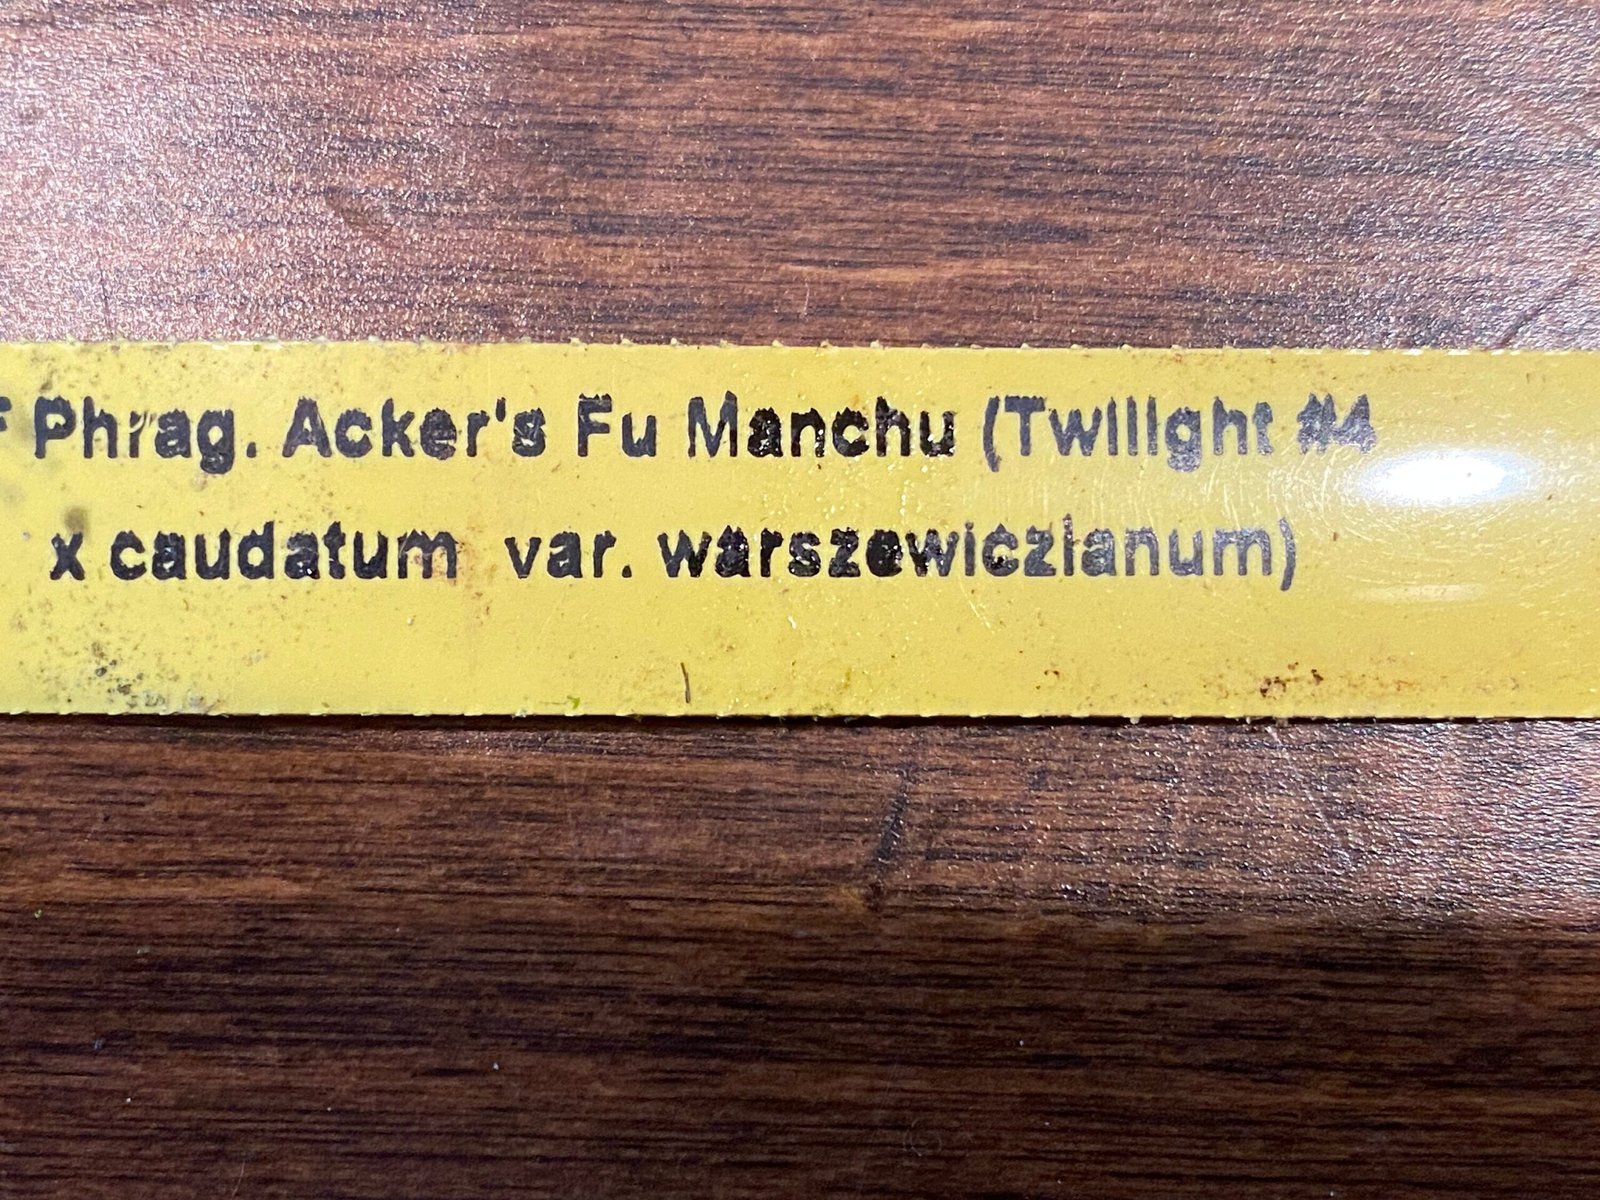 Phrag. Acker's Fu Manchu (Twilight #4
x caudatum var. warszewiczianum)